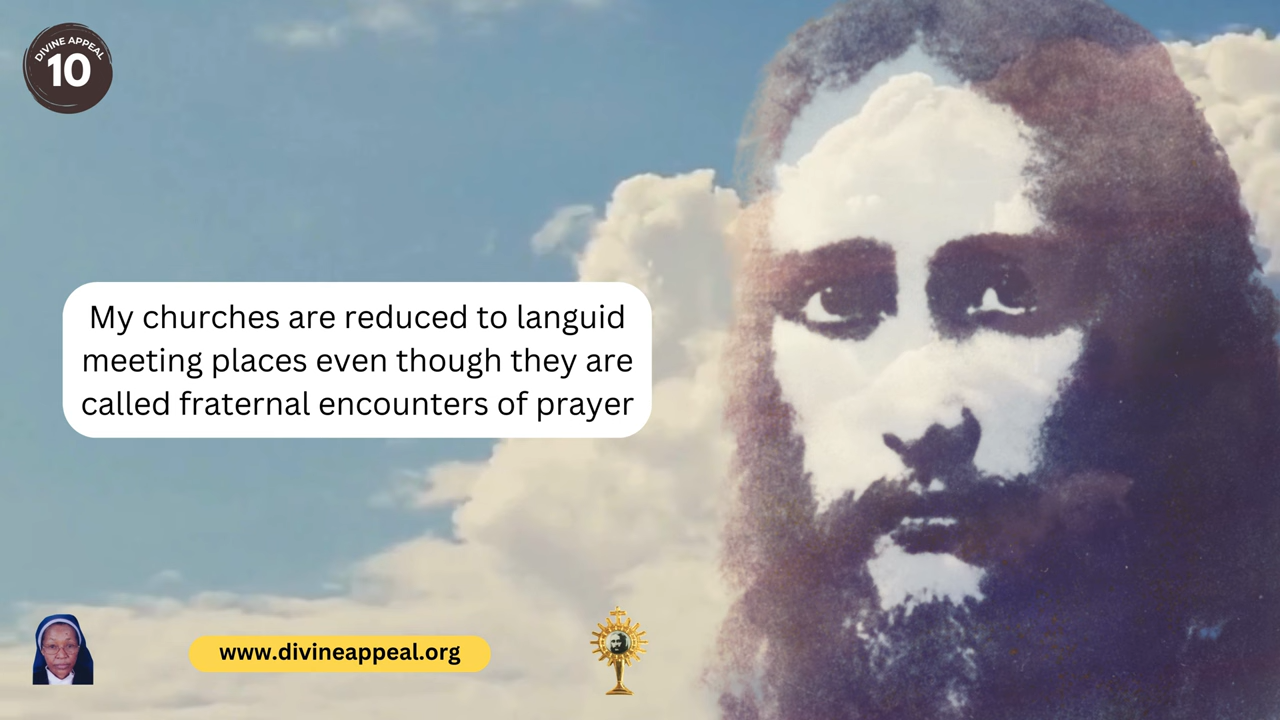 DIVINE APPEAL
10
My churches are reduced to languid
meeting places even though they are
called fraternal encounters of prayer
www.divineappeal.org